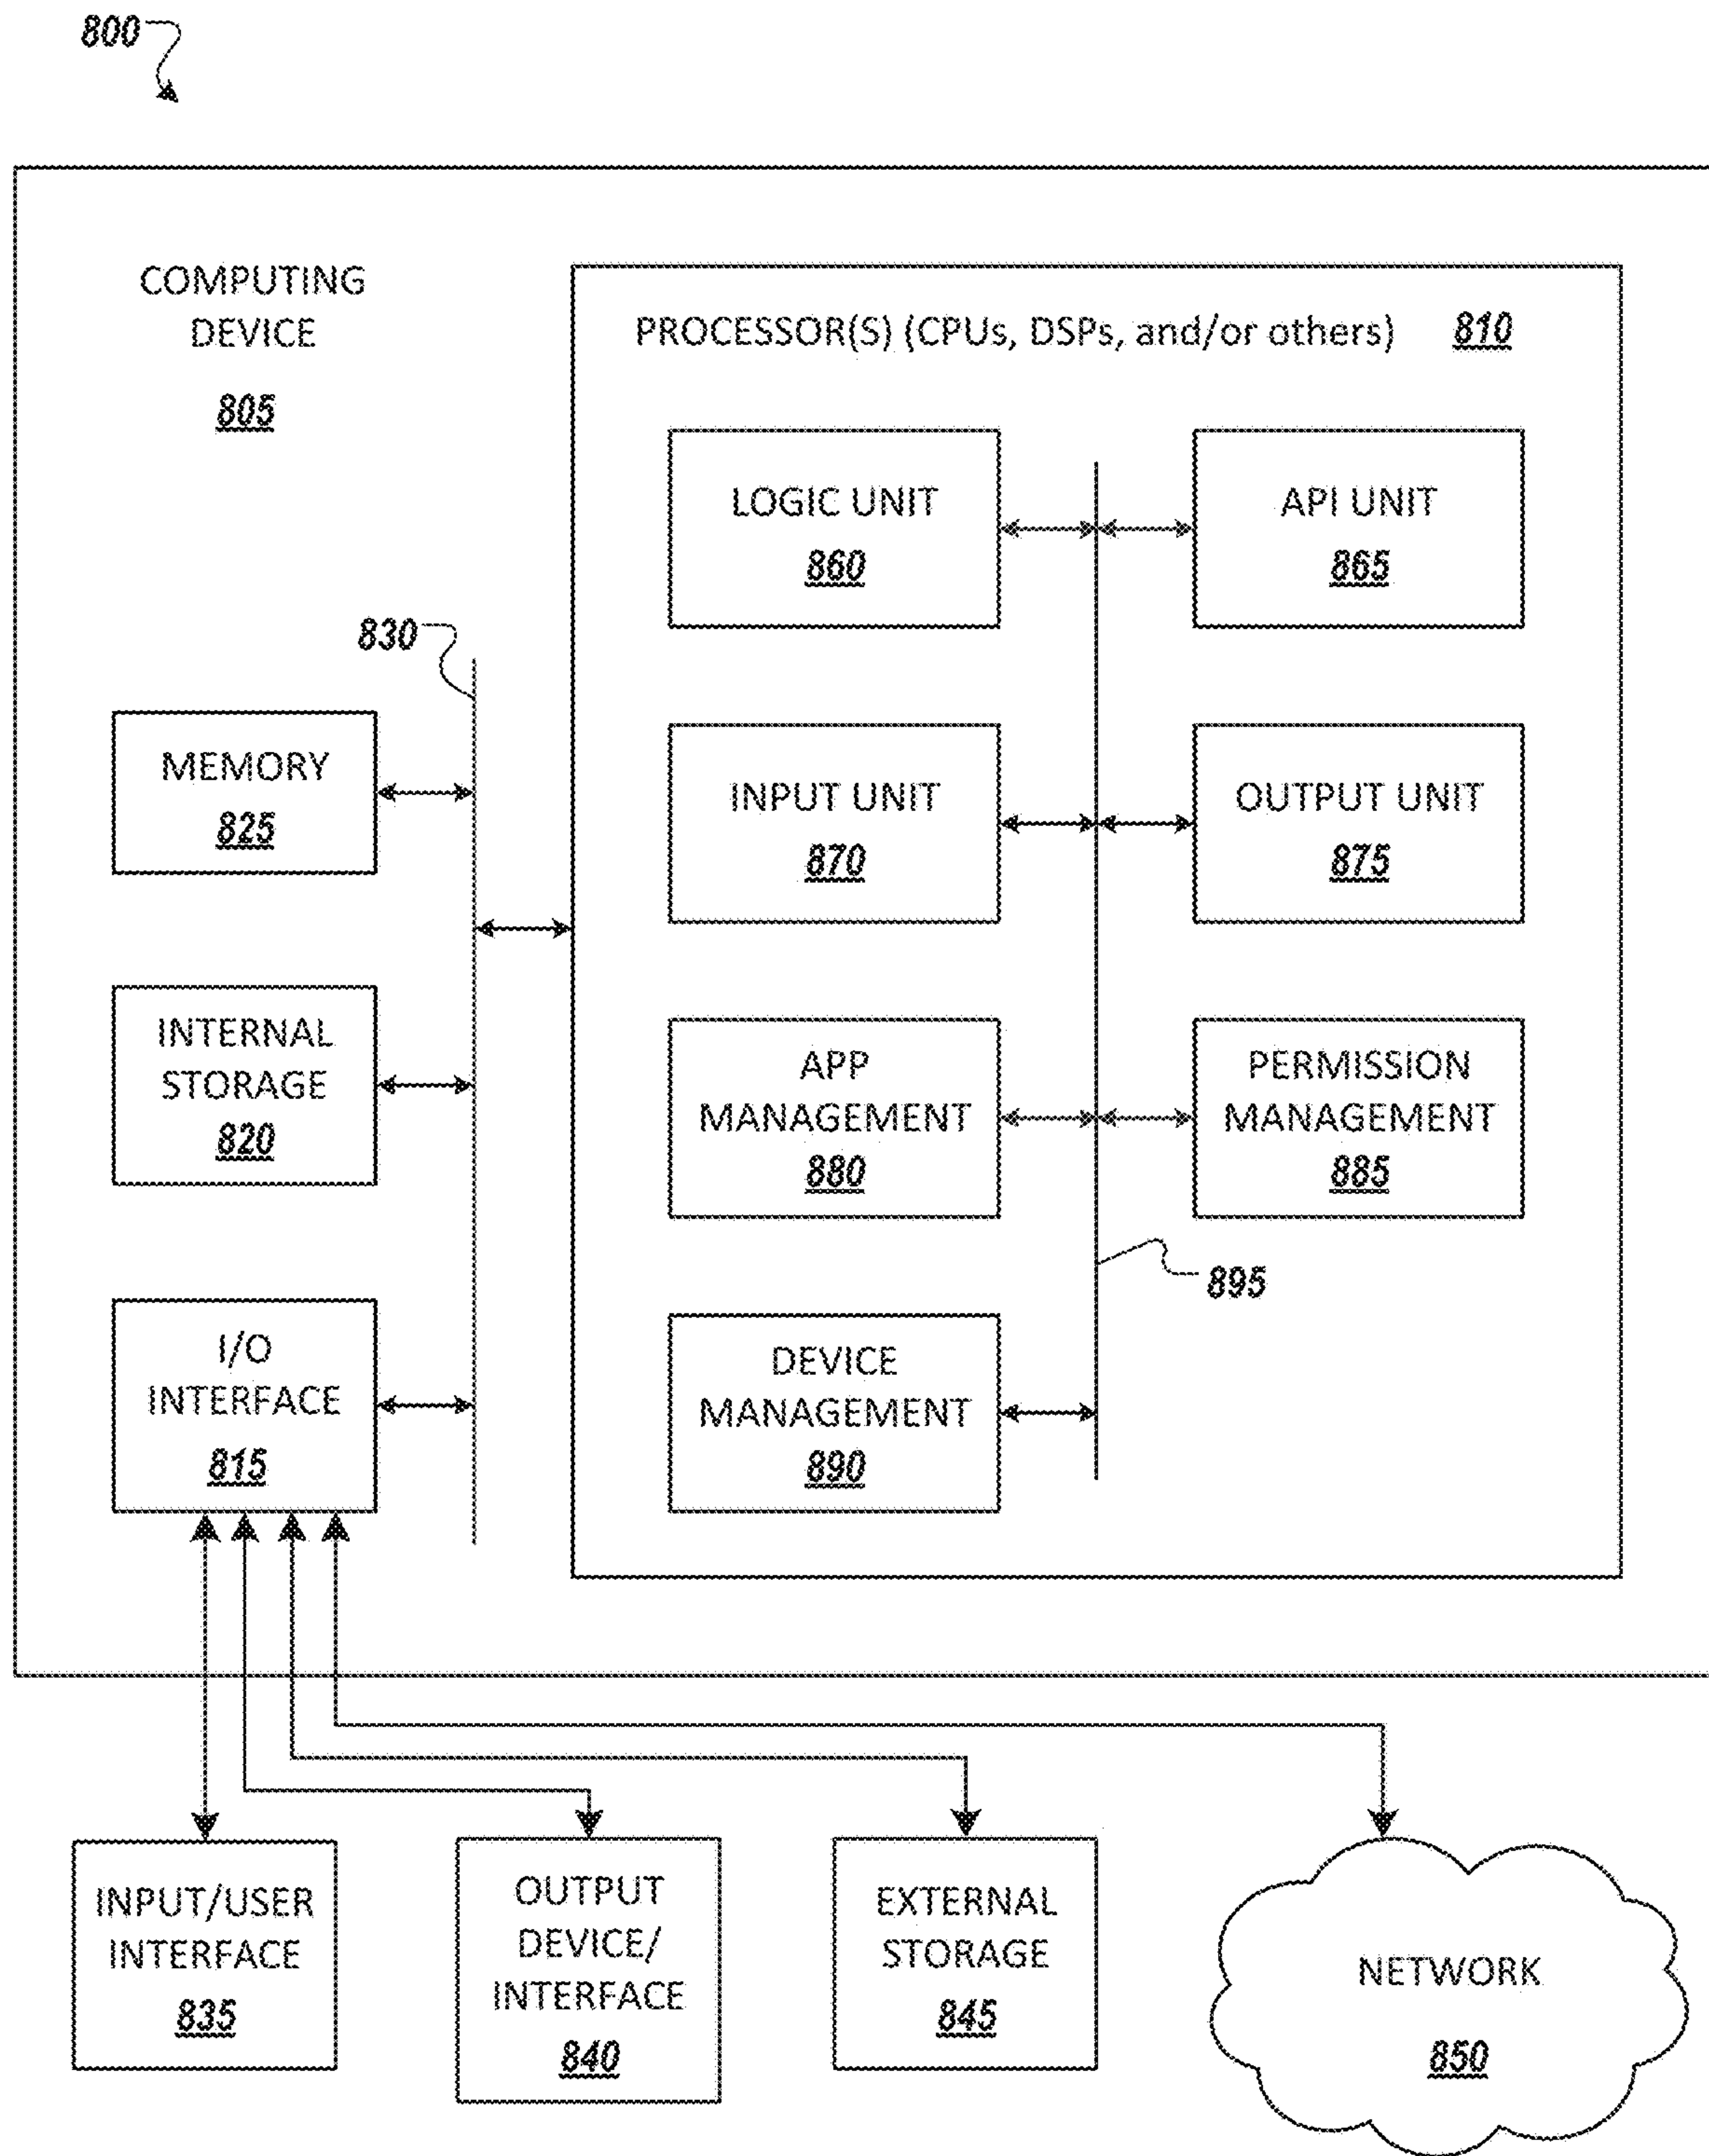 800
COMPUTING
DEVICE
805
PROCESSOR(S) (CPUs, DSPs, and/or others) 810
LOGIC UNIT
860
API UNIT
865
830
MEMORY
825
INPUT UNIT
870
OUTPUT UNIT
875
INTERNAL
STORAGE
820
APP
MANAGEMENT
880
PERMISSION
MANAGEMENT
885
895
I/O
INTERFACE
815
DEVICE
MANAGEMENT
890
INPUT/USER
INTERFACE
835
OUTPUT
DEVICE/
INTERFACE
840
EXTERNAL
STORAGE
845
NETWORK
850